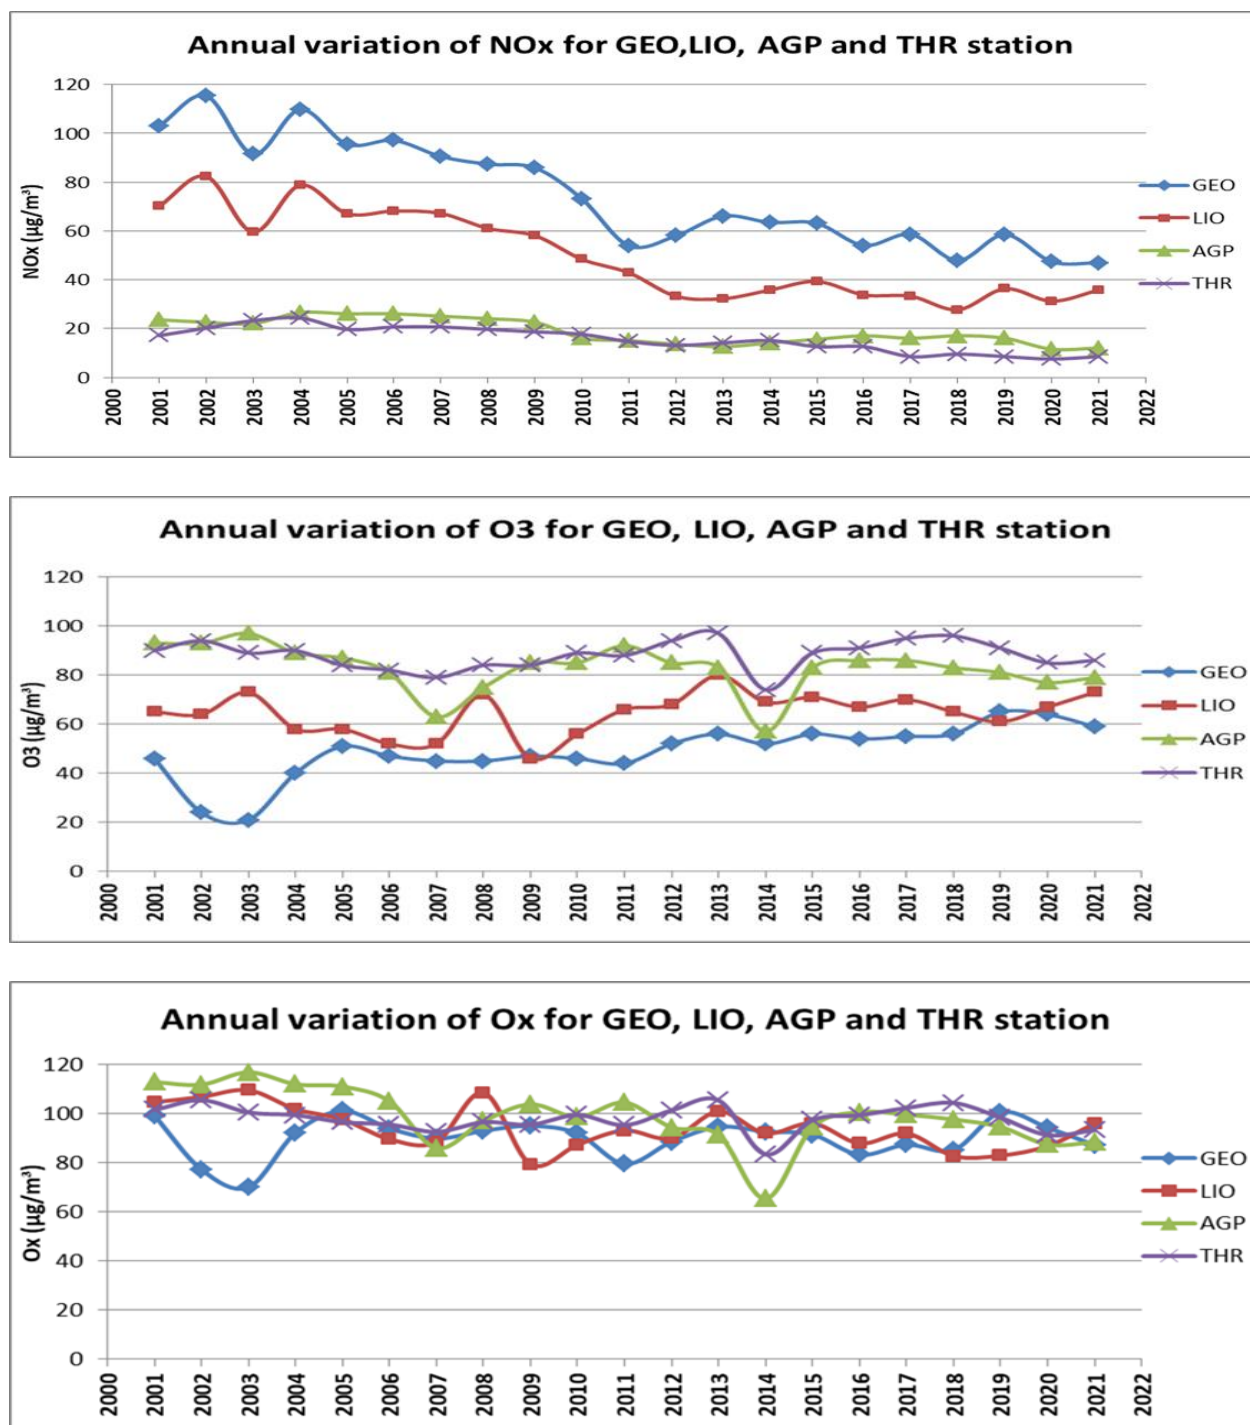 Annual variation of NOx for GEO,LIO, AGP and THR station
NOx (µg/m³)
120
100
80
60
40
20
0
2000 2001 2002 2003 2004 2005 2006 2007 2008 2009 2010 2011 2012 2013 2014 2015 2016 2017 2018 2019 2020 2021 2022
GEO
LIO
AGP
THR
Annual variation of O3 for GEO, LIO, AGP and THR station
O3 (µg/m³)
120
100
80
60
40
20
0
2000 2001 2002 2003 2004 2005 2006 2007 2008 2009 2010 2011 2012 2013 2014 2015 2016 2017 2018 2019 2020 2021 2022
GEO
LIO
AGP
THR
Annual variation of Ox for GEO, LIO, AGP and THR station
Ox (µg/m³)
120
100
80
60
40
20
0
2000 2001 2002 2003 2004 2005 2006 2007 2008 2009 2010 2011 2012 2013 2014 2015 2016 2017 2018 2019 2020 2021 2022
GEO
LIO
AGP
THR